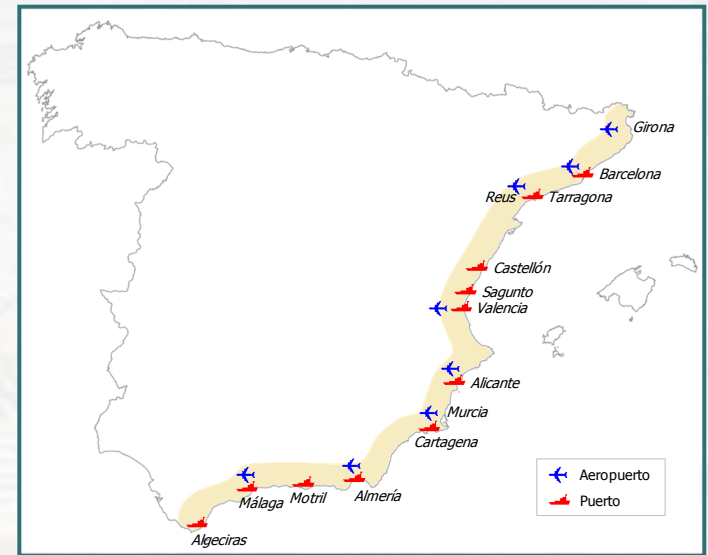 Girona
Barcelona
Reus
Tarragona
Castellón
Sagunto
Valencia
Alicante
Murcia
Cartagena
Almería
Motril
Málaga
Algeciras
Aeropuerto
Puerto